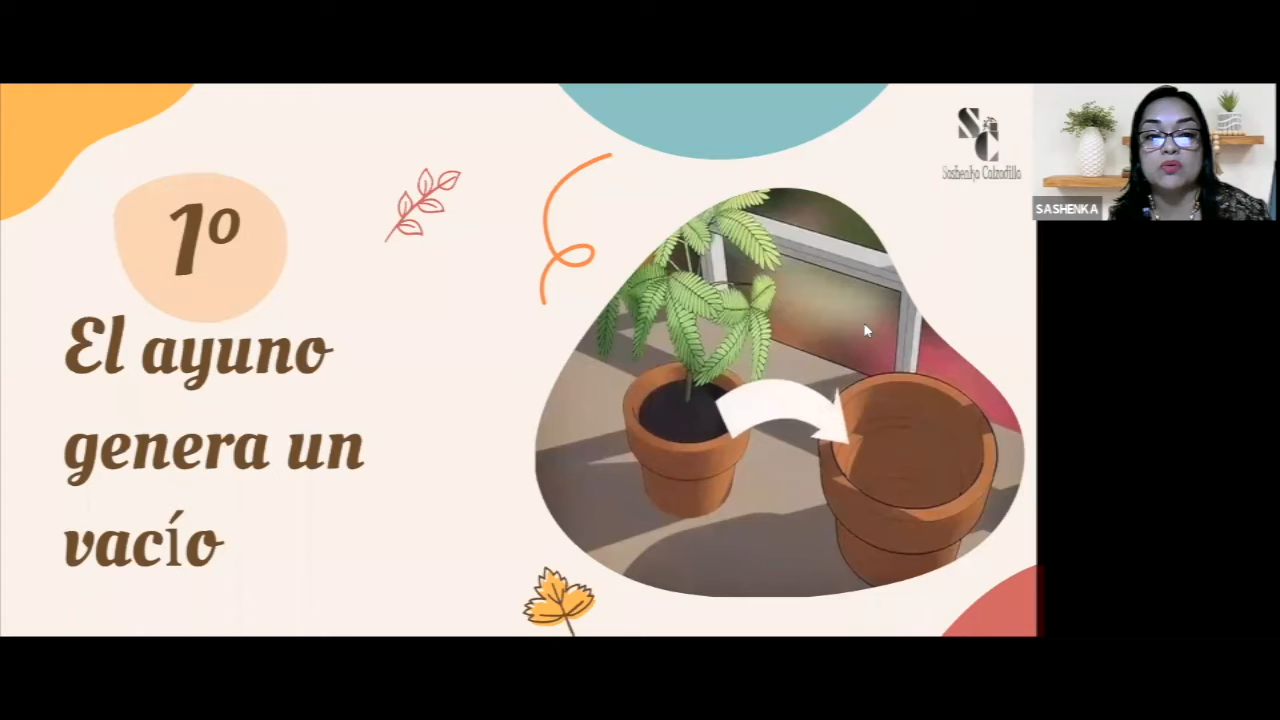 1º
El ayuno
genera un
vacío
SC
Sashenka Calzadilla
SASHENKA